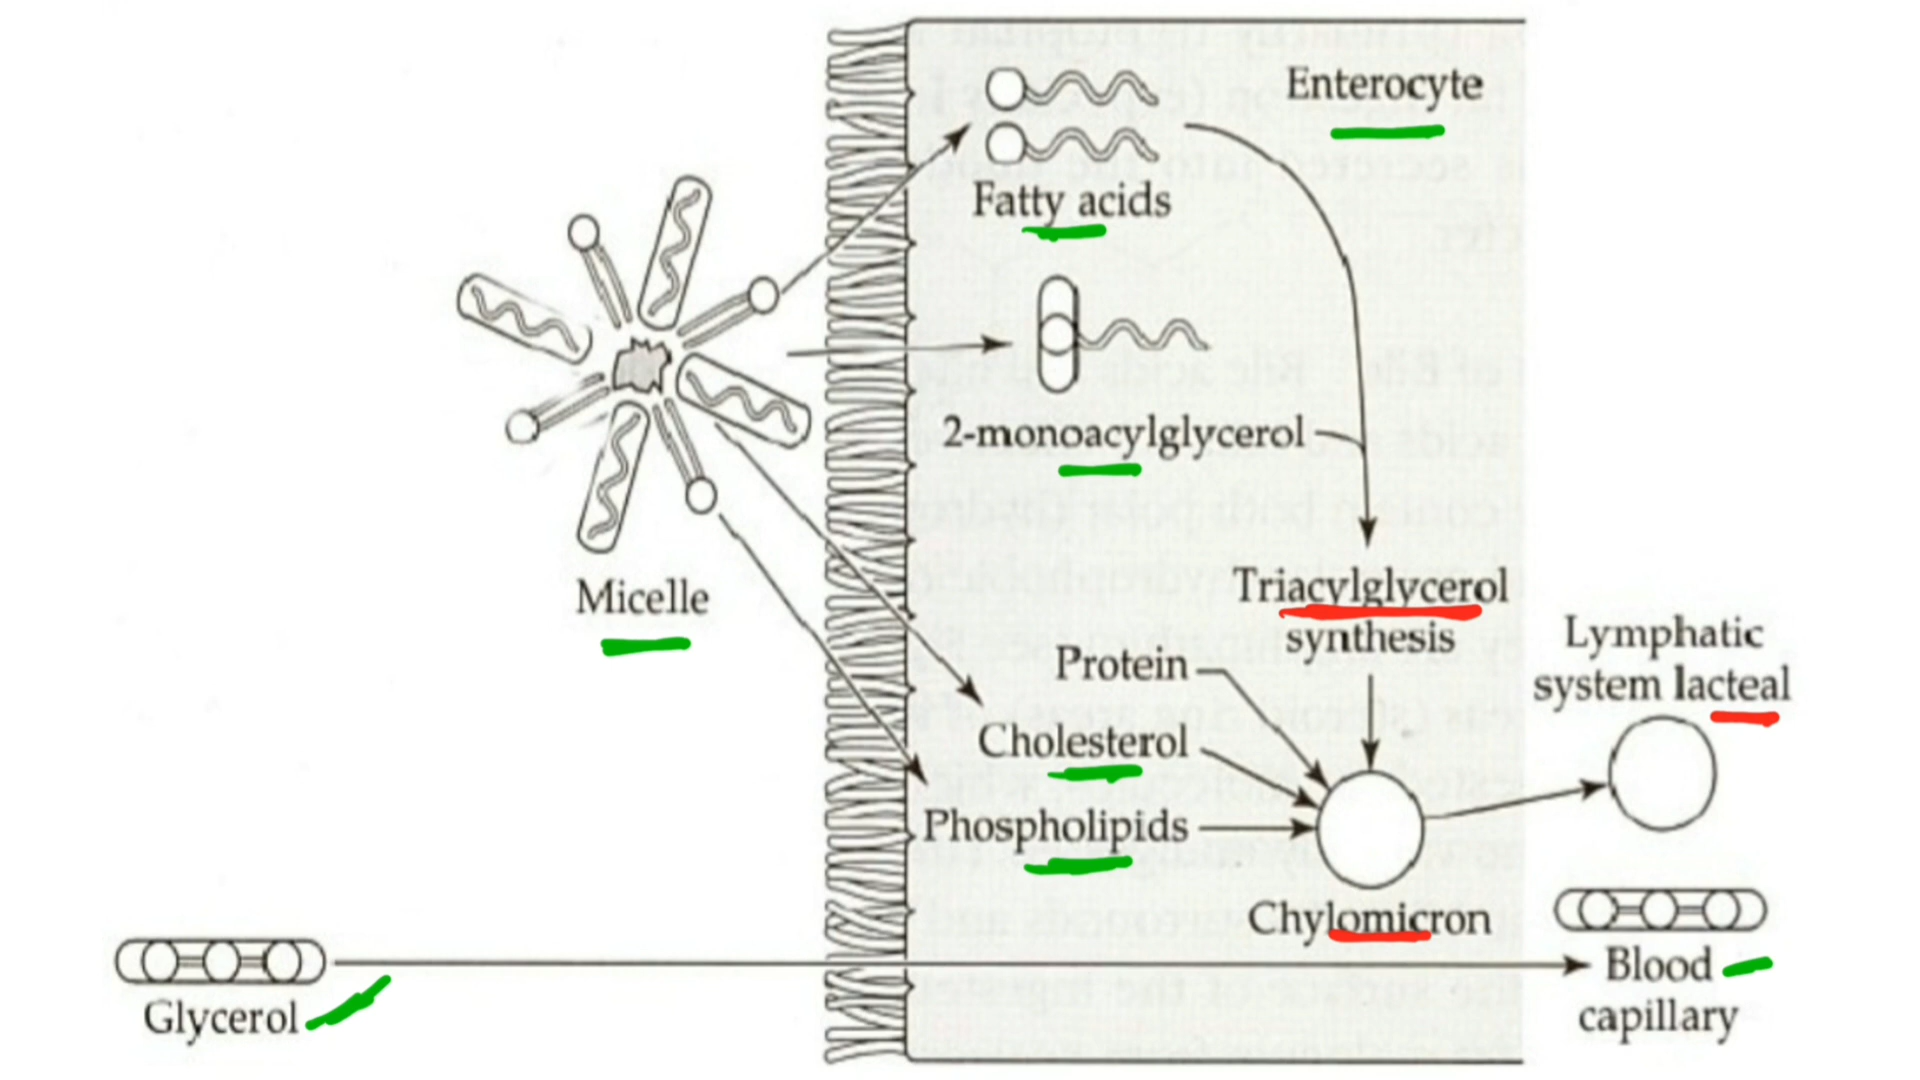 Enterocyte
Fatty acids
2-monoacylglycerol
Micelle
Triacylglycerol
synthesis
Protein
Lymphatic
system lacteal
Cholesterol
Phospholipids
Chylomicron
Glycerol
Blood
capillary